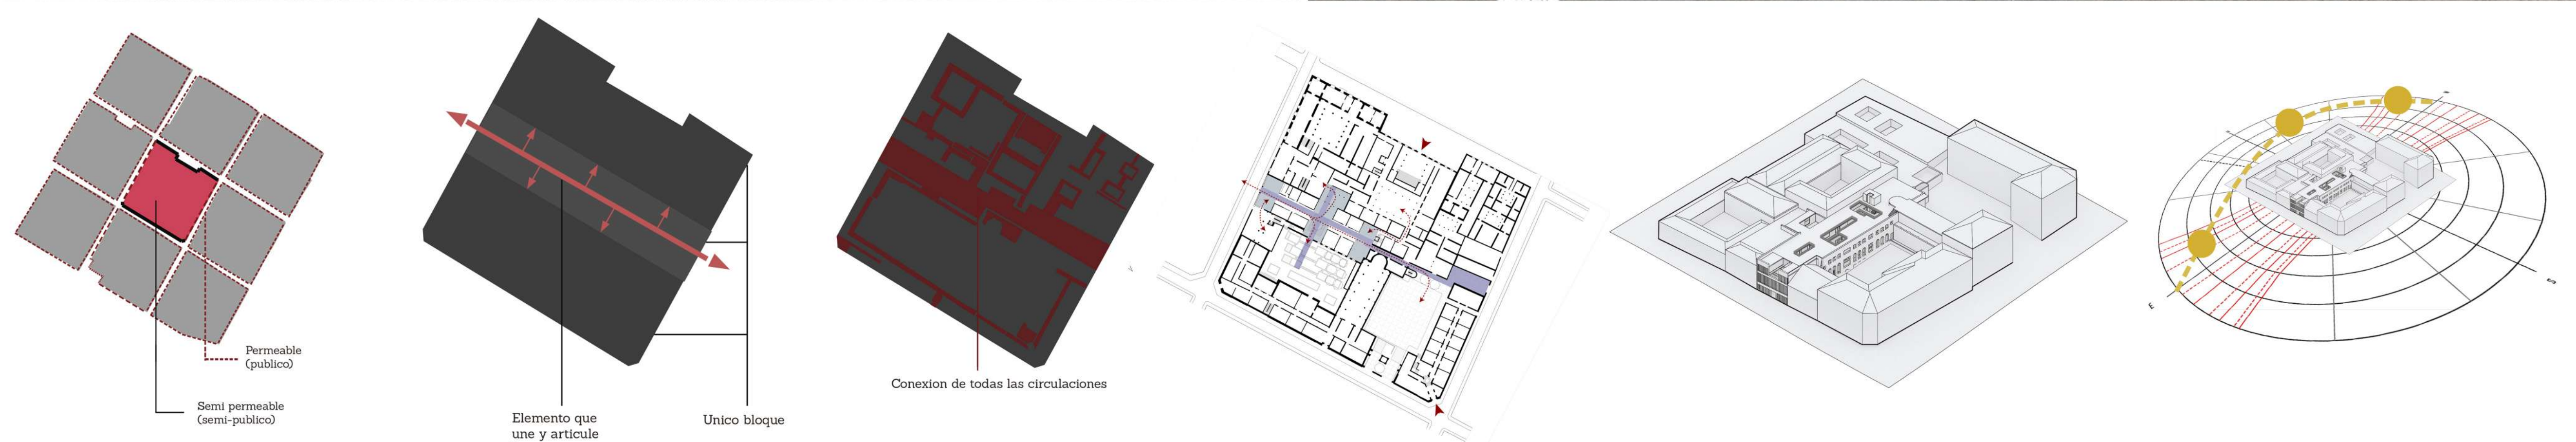 Permeable
(publico)
Semi permeable
(semi-publico)
Elemento que
une y articule
Unico bloque
Conexion de todas las circulaciones
E
S